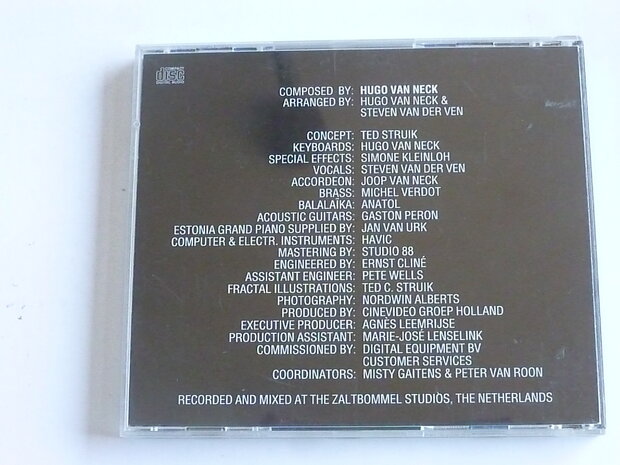 COMPACT
disc
DIGITAL AUDIO
COMPOSED BY: HUGO VAN NECK
ARRANGED BY: HUGO VAN NECK &
STEVEN VAN DER VEN
CONCEPT: TED STRUIK
KEYBOARDS: HUGO VAN NECK
SPECIAL EFFECTS: SIMONE KLEINLOH
VOCALS: STEVEN VAN DER VEN
ACCORDEON: JOOP VAN NECK
BRASS: MICHEL VERDOT
BALALAÏKA: ANATOL
ACOUSTIC GUITARS: GASTON PERON
ESTONIA GRAND PIANO SUPPLIED BY: JAN VAN URK
COMPUTER & ELECTR. INSTRUMENTS: HAVIC
MASTERING BY: STUDIO 88
ENGINEERED BY: ERNST CLINÉ
ASSISTANT ENGINEER: PETE WELLS
FRACTAL ILLUSTRATIONS: TED C. STRUIK
PHOTOGRAPHY: NORDWIN ALBERTS
PRODUCED BY: CINEVIDEO GROEP HOLLAND
EXECUTIVE PRODUCER: AGNÈS LEEMRIJSE
PRODUCTION ASSISTANT: MARIE-JOSÉ LENSELINK
COMMISSIONED BY: DIGITAL EQUIPMENT BV
CUSTOMER SERVICES
COORDINATORS: MISTY GAITENS & PETER VAN ROON
RECORDED AND MIXED AT THE ZALTBOMMEL STUDIOS, THE NETHERLANDS